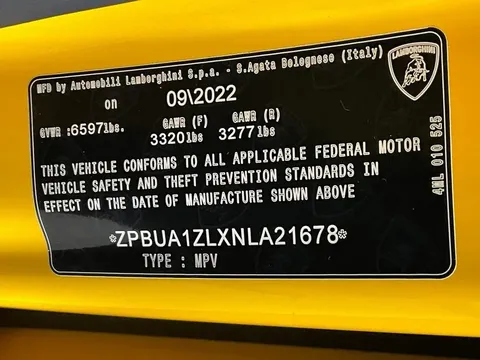 MFD by Automobili Lamborghini S.p.a. - S.Agata Bolognese (Italy)
on 09\2022
GVWR :6597lbs. GAWR (F) 3320lbs GAWR (R) 3277lbs
THIS VEHICLE CONFORMS TO ALL APPLICABLE FEDERAL MOTOR
VEHICLE SAFETY AND THEFT PREVENTION STANDARDS IN
EFFECT ON THE DATE OF MANUFACTURE SHOWN ABOVE
*ZPBUA1ZLXNLA21678*
TYPE : MPV
LAMBORGHINI
4ML 010 525